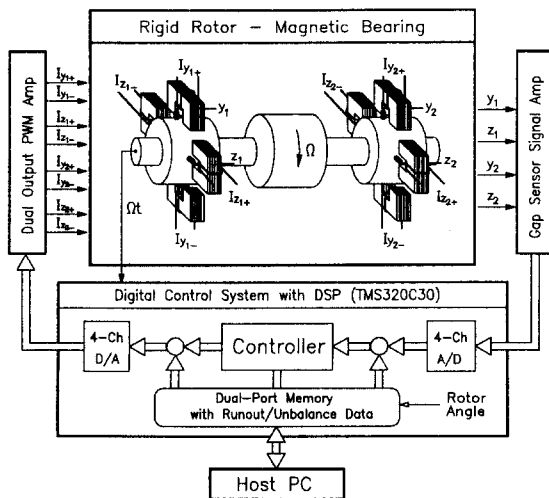 Rigid Rotor – Magnetic Bearing
Dual Output PWM Amp
Iy1+
Iy1-
Iz1+
Iz1-
Iy2+
Iy2-
Iz2+
Iz2-
Iy1+
Iz1-
y1
z1
Iz1+
Iy1-
Ω
Iy2+
Iz2-
y2
z2
Iz2+
Iy2-
y1
z1
y2
z2
Gap Sensor Signal Amp
Ωt
Digital Control System with DSP (TMS320C30)
4-Ch
D/A
Controller
4-Ch
A/D
Dual-Port Memory
with Runout/Unbalance Data
Rotor
Angle
Host PC